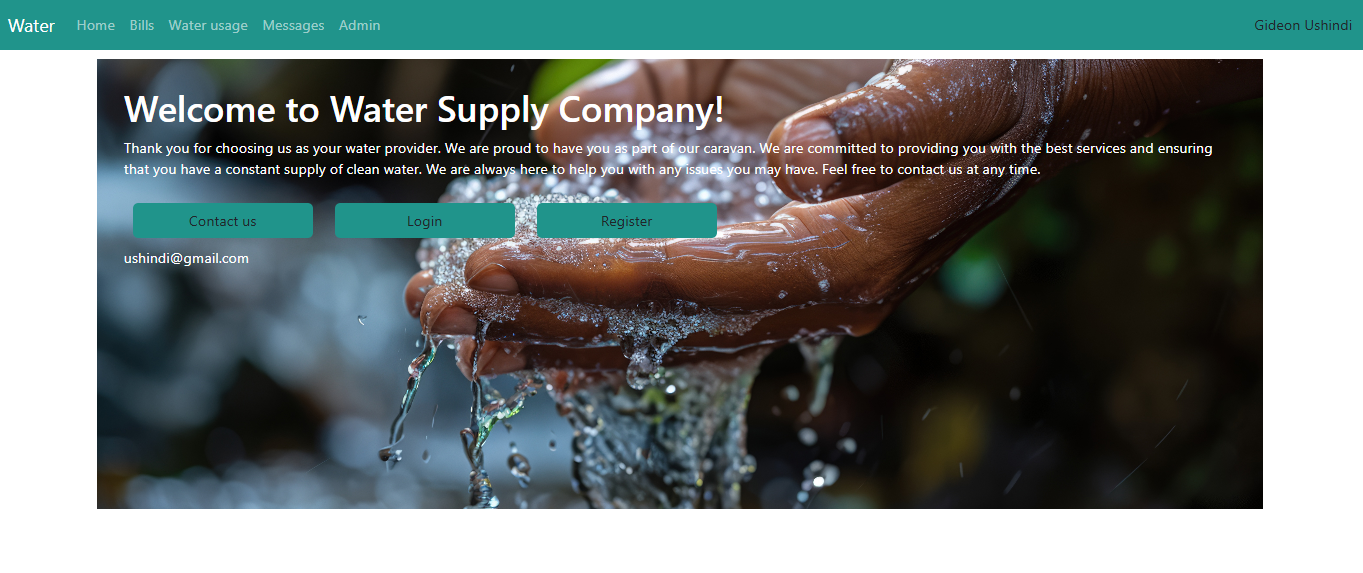 Water Home Bills Water usage Messages Admin Gideon Ushindi
Welcome to Water Supply Company!
Thank you for choosing us as your water provider. We are proud to have you as part of our caravan. We are committed to providing you with the best services and ensuring
that you have a constant supply of clean water. We are always here to help you with any issues you may have. Feel free to contact us at any time.
Contact us Login Register
ushindi@gmail.com